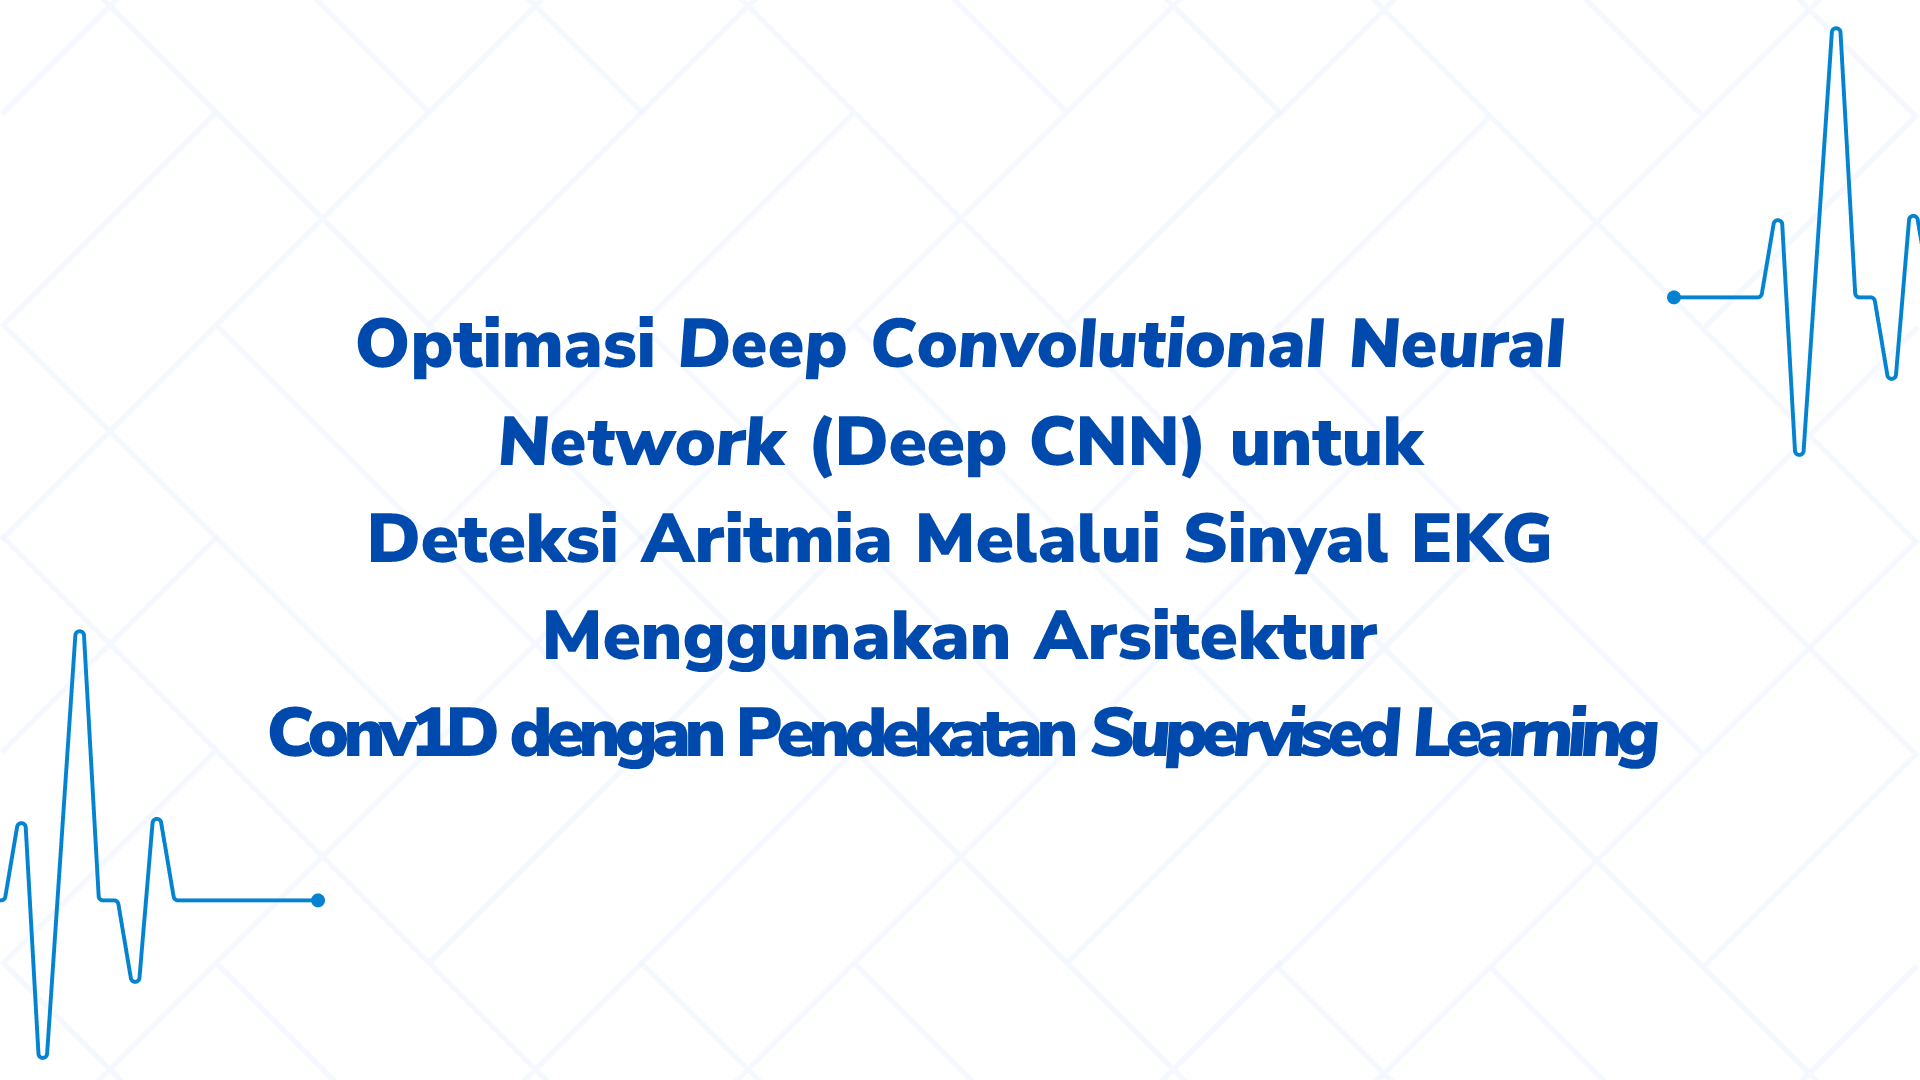 Optimasi Deep Convolutional Neural
Network (Deep CNN) untuk
Deteksi Aritmia Melalui Sinyal EKG
Menggunakan Arsitektur
Conv1D dengan Pendekatan Supervised Learning